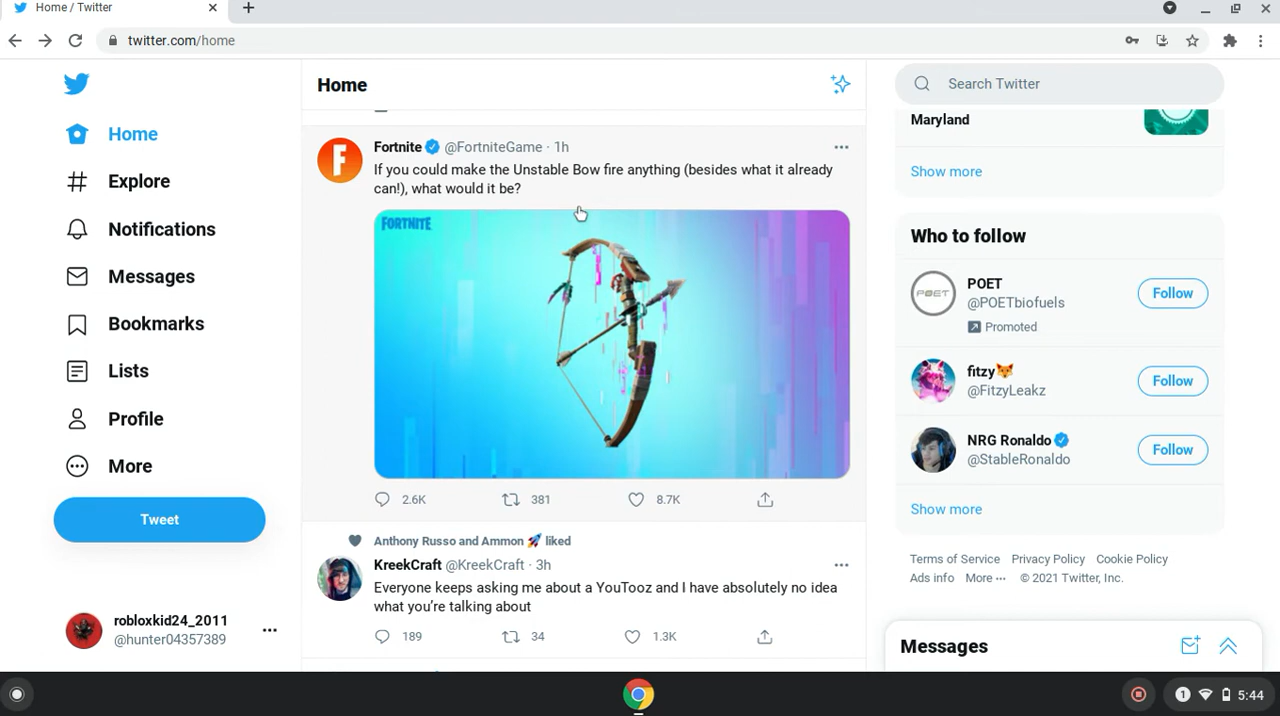 Home / Twitter
twitter.com/home
Home
Explore
Notifications
Messages
Bookmarks
Lists
Profile
More
Tweet
robloxkid24_2011
@hunter04357389
Home
Fortnite @FortniteGame · 1h
If you could make the Unstable Bow fire anything (besides what it already
can!), what would it be?
FORTNITE
2.6K 381 8.7K
Anthony Russo and Ammon 🚀 liked
KreekCraft @KreekCraft · 3h
Everyone keeps asking me about a YouTooz and I have absolutely no idea
what you're talking about
189 34 1.3K
Search Twitter
Maryland
Show more
Who to follow
POET
@POETbiofuels
Promoted
Follow
fitzy🦊
@FitzyLeakz
Follow
NRG Ronaldo
@StableRonaldo
Follow
Show more
Terms of Service Privacy Policy Cookie Policy
Ads info More ··· © 2021 Twitter, Inc.
Messages
1 5:44